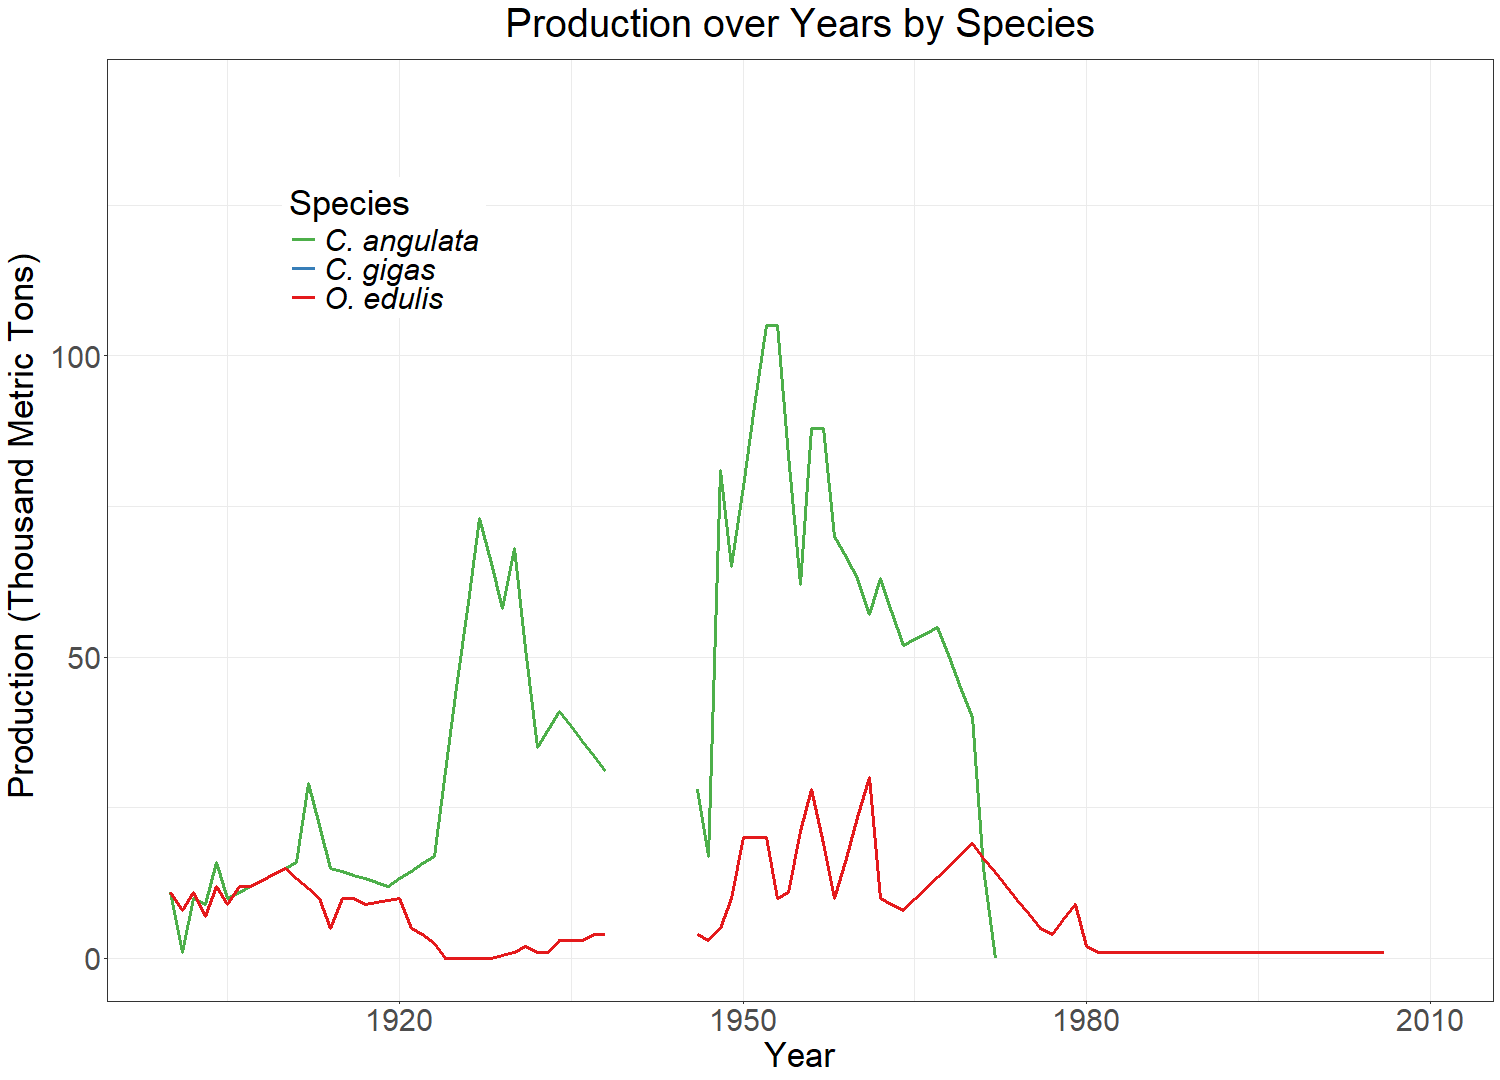 Production over Years by Species
Production (Thousand Metric Tons)
Species
C. angulata
C. gigas
O. edulis
100
50
0
1920
1950
1980
2010
Year